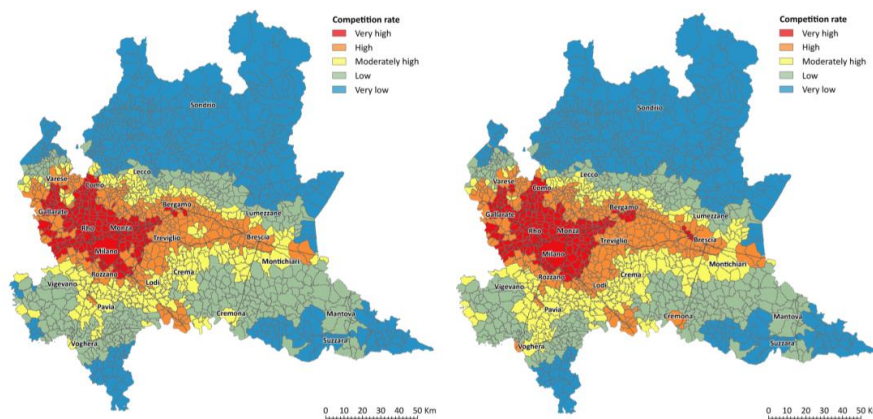 Competition rate
Very high
High
Moderately high
Low
Very low
Sondrio
Lecco
Varese
Como
Bergamo
Lumezzane
Gallarate
Rho
Monza
Brescia
Treviglio
Milano
Montichiari
Rozzano
Crema
Lodi
Vigevano
Pavia
Cremona
Mantova
Voghera
Suzzara
0 10 20 30 40 50 Km
Competition rate
Very high
High
Moderately high
Low
Very low
Sondrio
Lecco
Varese
Como
Bergamo
Lumezzane
Gallarate
Rho
Monza
Treviglio
Brescia
Milano
Montichiari
Rozzano
Crema
Lodi
Vigevano
Pavia
Cremona
Mantova
Voghera
Suzzara
0 10 20 30 40 50 K